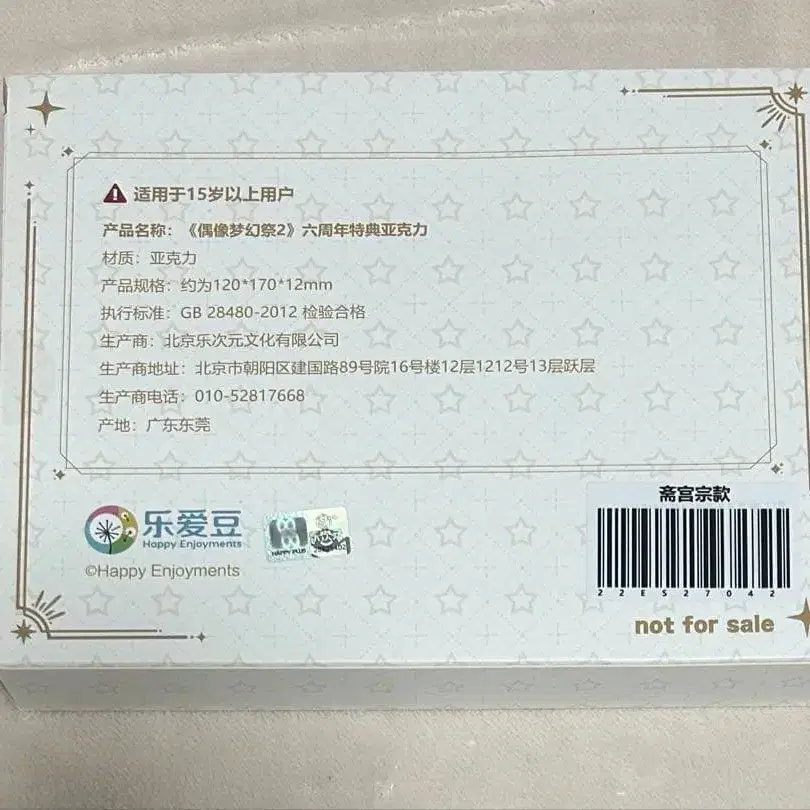 适用于15岁以上用户
产品名称：《偶像梦幻祭2》六周年特典亚克力
材质：亚克力
产品规格：约为120*170*12mm
执行标准：GB 28480-2012 检验合格
生产商：北京乐次元文化有限公司
生产商地址：北京市朝阳区建国路89号院16号楼12层1212号13层跃层
生产商电话：010-52817668
产地：广东东莞
乐爱豆
Happy Enjoyments
©Happy Enjoyments
HAPPY PLUS
斋宫宗款
22ES27042
not for sale